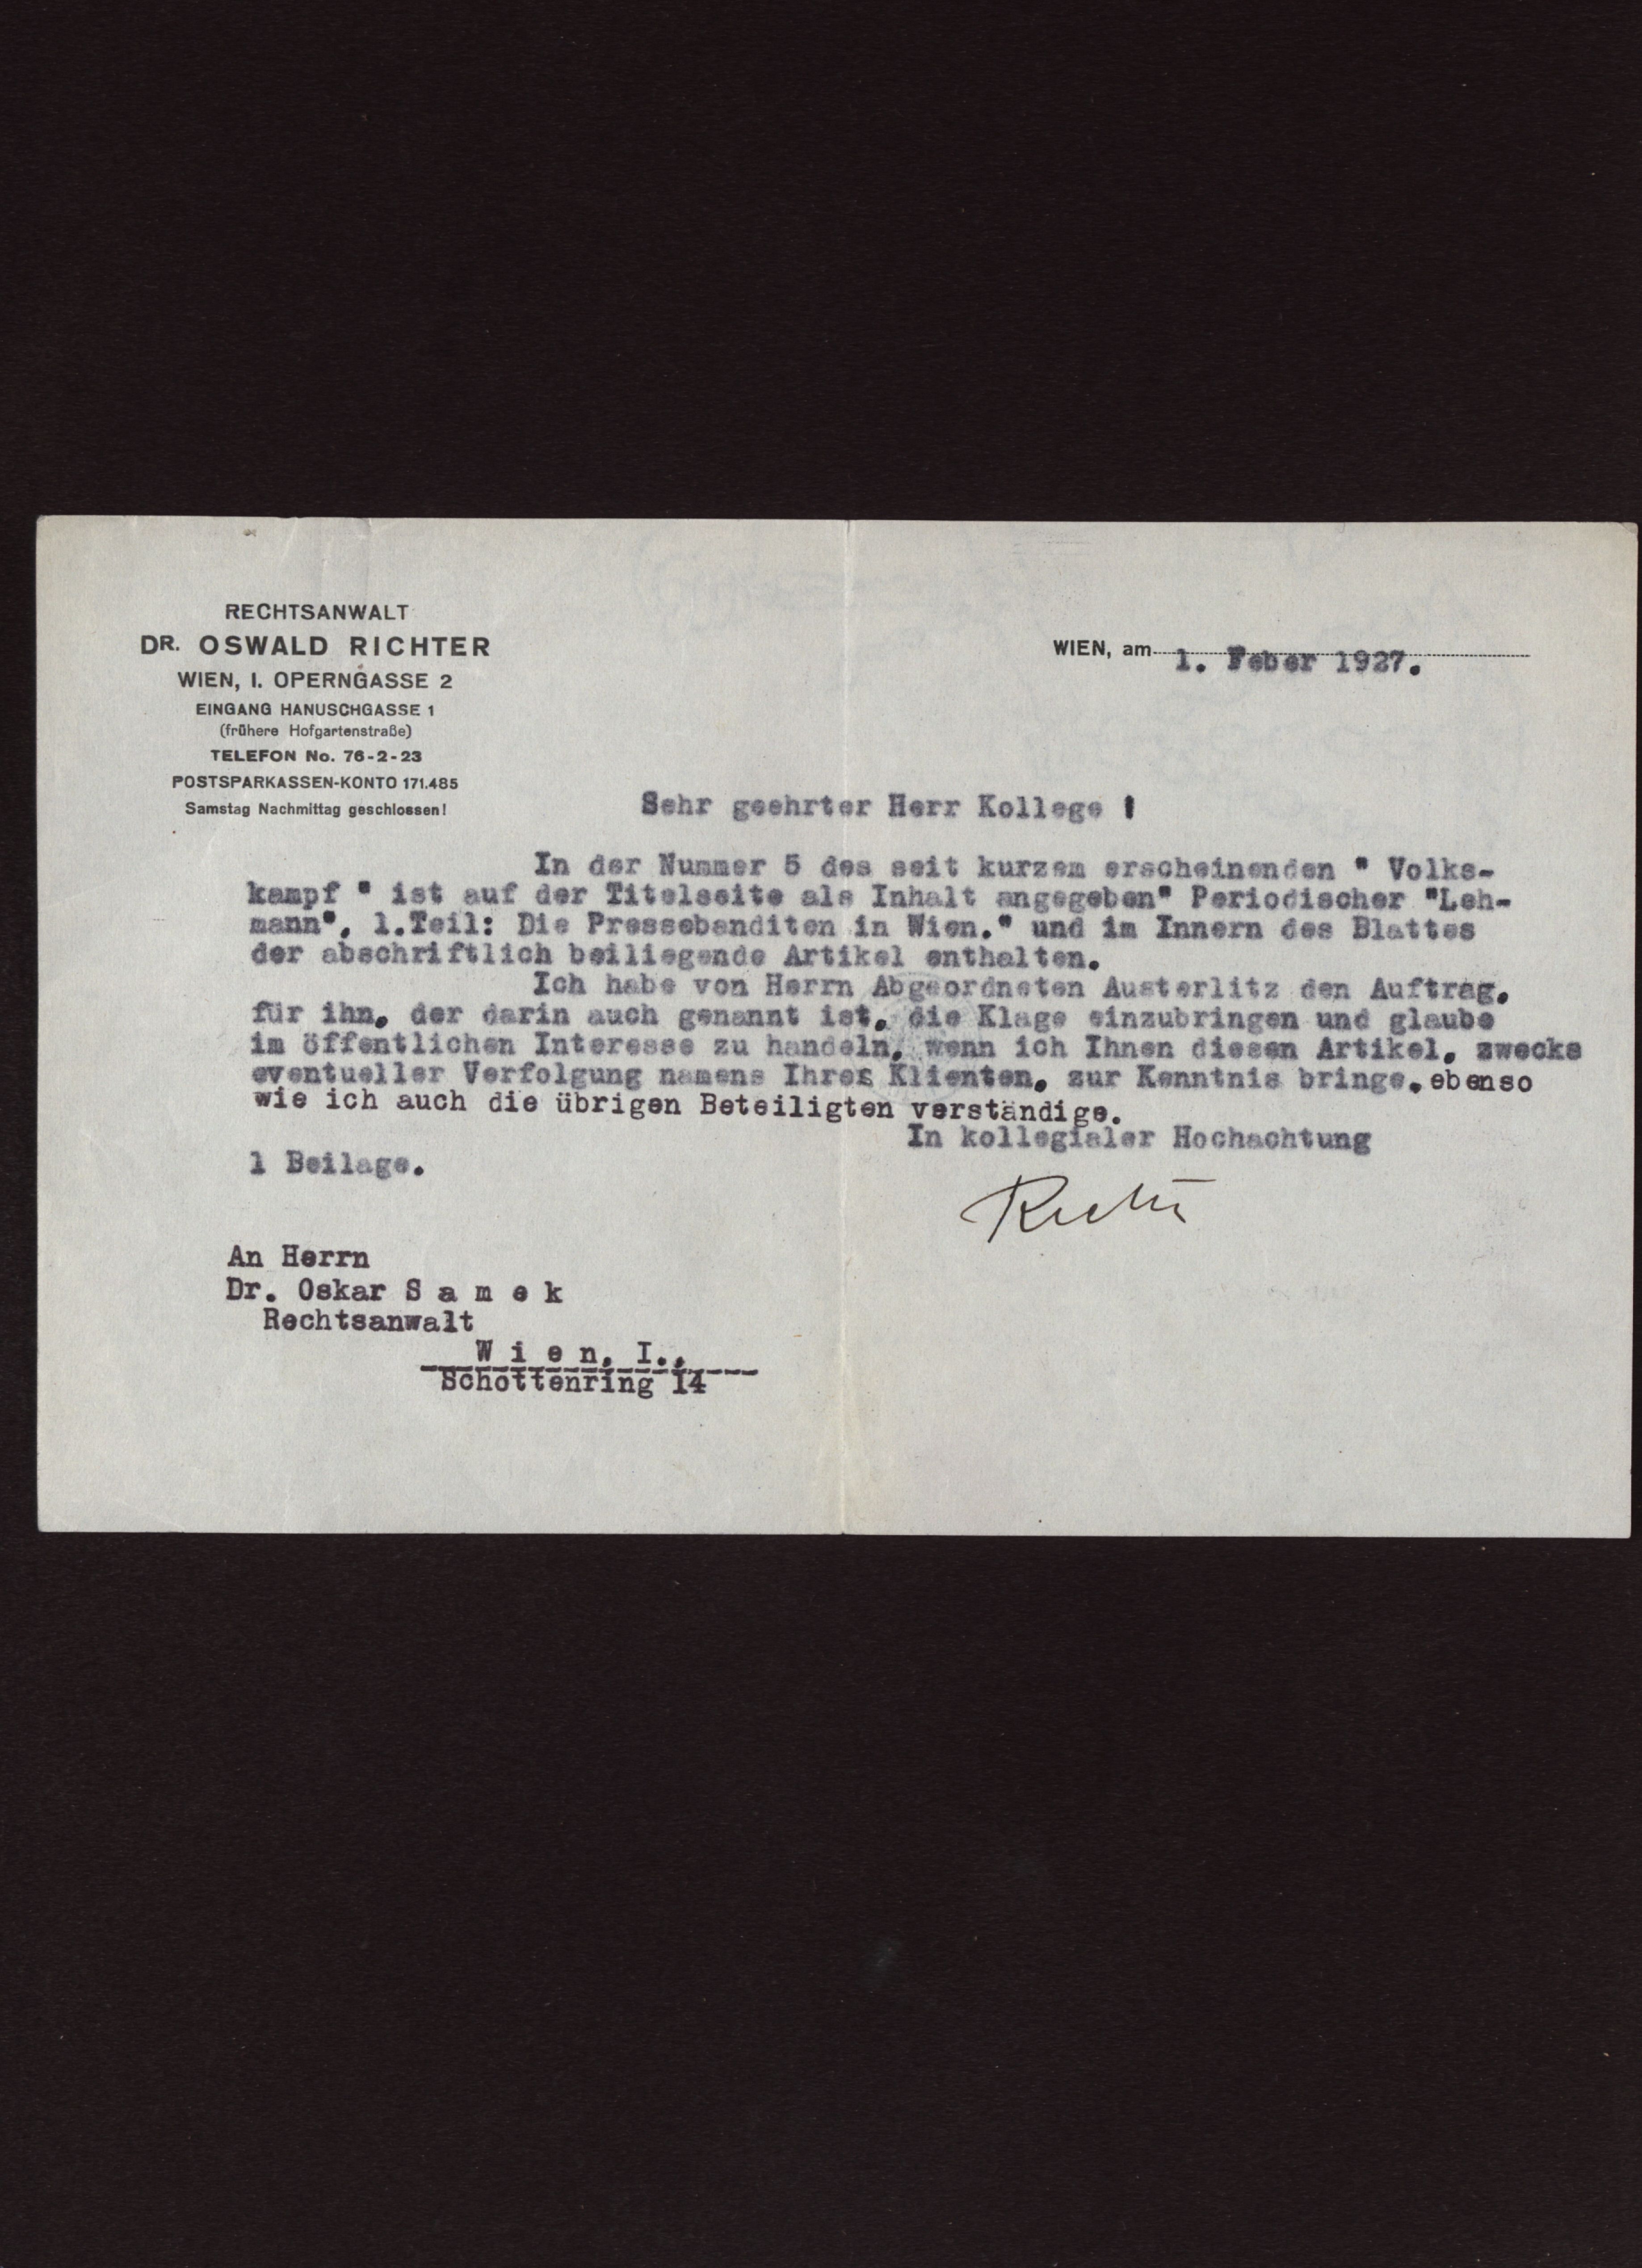 RECHTSANWALT
DR. OSWALD RICHTER
WIEN, I. OPERNGASSE 2
EINGANG HANUSCHGASSE 1
(frühere Hofgartenstraße)
TELEFON No. 76-2-23
POSTSPARKASSEN-KONTO 171.485
Samstag Nachmittag geschlossen!
WIEN, am 1. Feber 1927.
Sehr geehrter Herr Kollege !
In der Nummer 5 des seit kurzem erscheinenden " Volks-
kampf " ist auf der Titelseite als Inhalt angegeben" Periodischer "Leh-
mann", 1.Teil: Die Pressebanditen in Wien." und im Innern des Blattes
der abschriftlich beiliegende Artikel enthalten.
Ich habe von Herrn Abgeordneten Austerlitz den Auftrag,
für ihn, der darin auch genannt ist, die Klage einzubringen und glaube
im öffentlichen Interesse zu handeln, wenn ich Ihnen diesen Artikel, zwecks
eventueller Verfolgung namens Ihres Klienten, zur Kenntnis bringe, ebenso
wie ich auch die übrigen Beteiligten verständige.
In kollegialer Hochachtung
1 Beilage.
Richter
An Herrn
Dr. Oskar S a m e k
Rechtsanwalt
W i e n, I.,
Schottenring 14